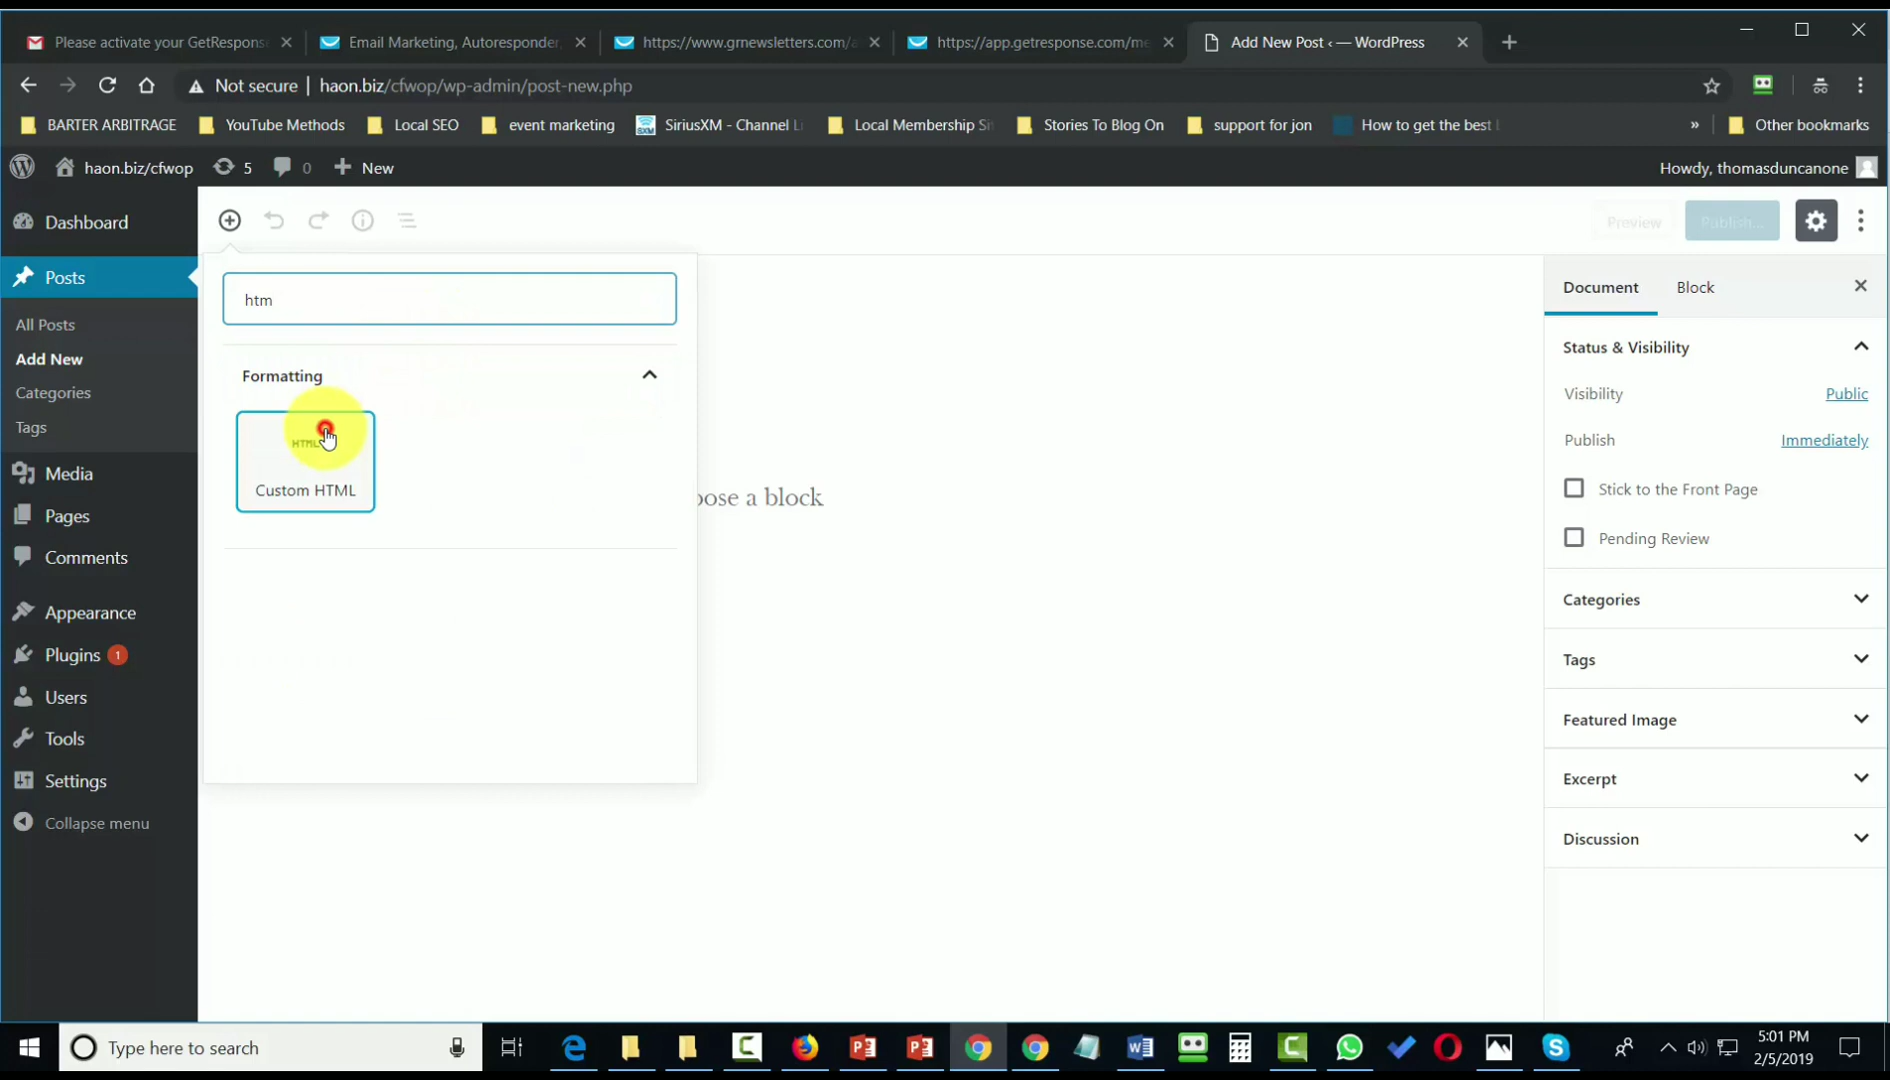 Please activate your GetRespons
Email Marketing, Autoresponder,
https://www.grnewsletters.com/a
https://app.getresponse.com/me
Add New Post ‹ — WordPress
Not secure
haon.biz/cfwop/wp-admin/post-new.php
BARTER ARBITRAGE
YouTube Methods
Local SEO
event marketing
SiriusXM - Channel L
Local Membership Si
Stories To Blog On
support for jon
How to get the best
»
Other bookmarks
haon.biz/cfwop
5
0
New
Howdy, thomasduncanone
Dashboard
Posts
All Posts
Add New
Categories
Tags
Media
Pages
Comments
Appearance
Plugins 1
Users
Tools
Settings
Collapse menu
Preview
Publish...
htm
Formatting
HTML
Custom HTML
oose a block
Document
Block
Status & Visibility
Visibility
Public
Publish
Immediately
Stick to the Front Page
Pending Review
Categories
Tags
Featured Image
Excerpt
Discussion
Type here to search
5:01 PM
2/5/2019